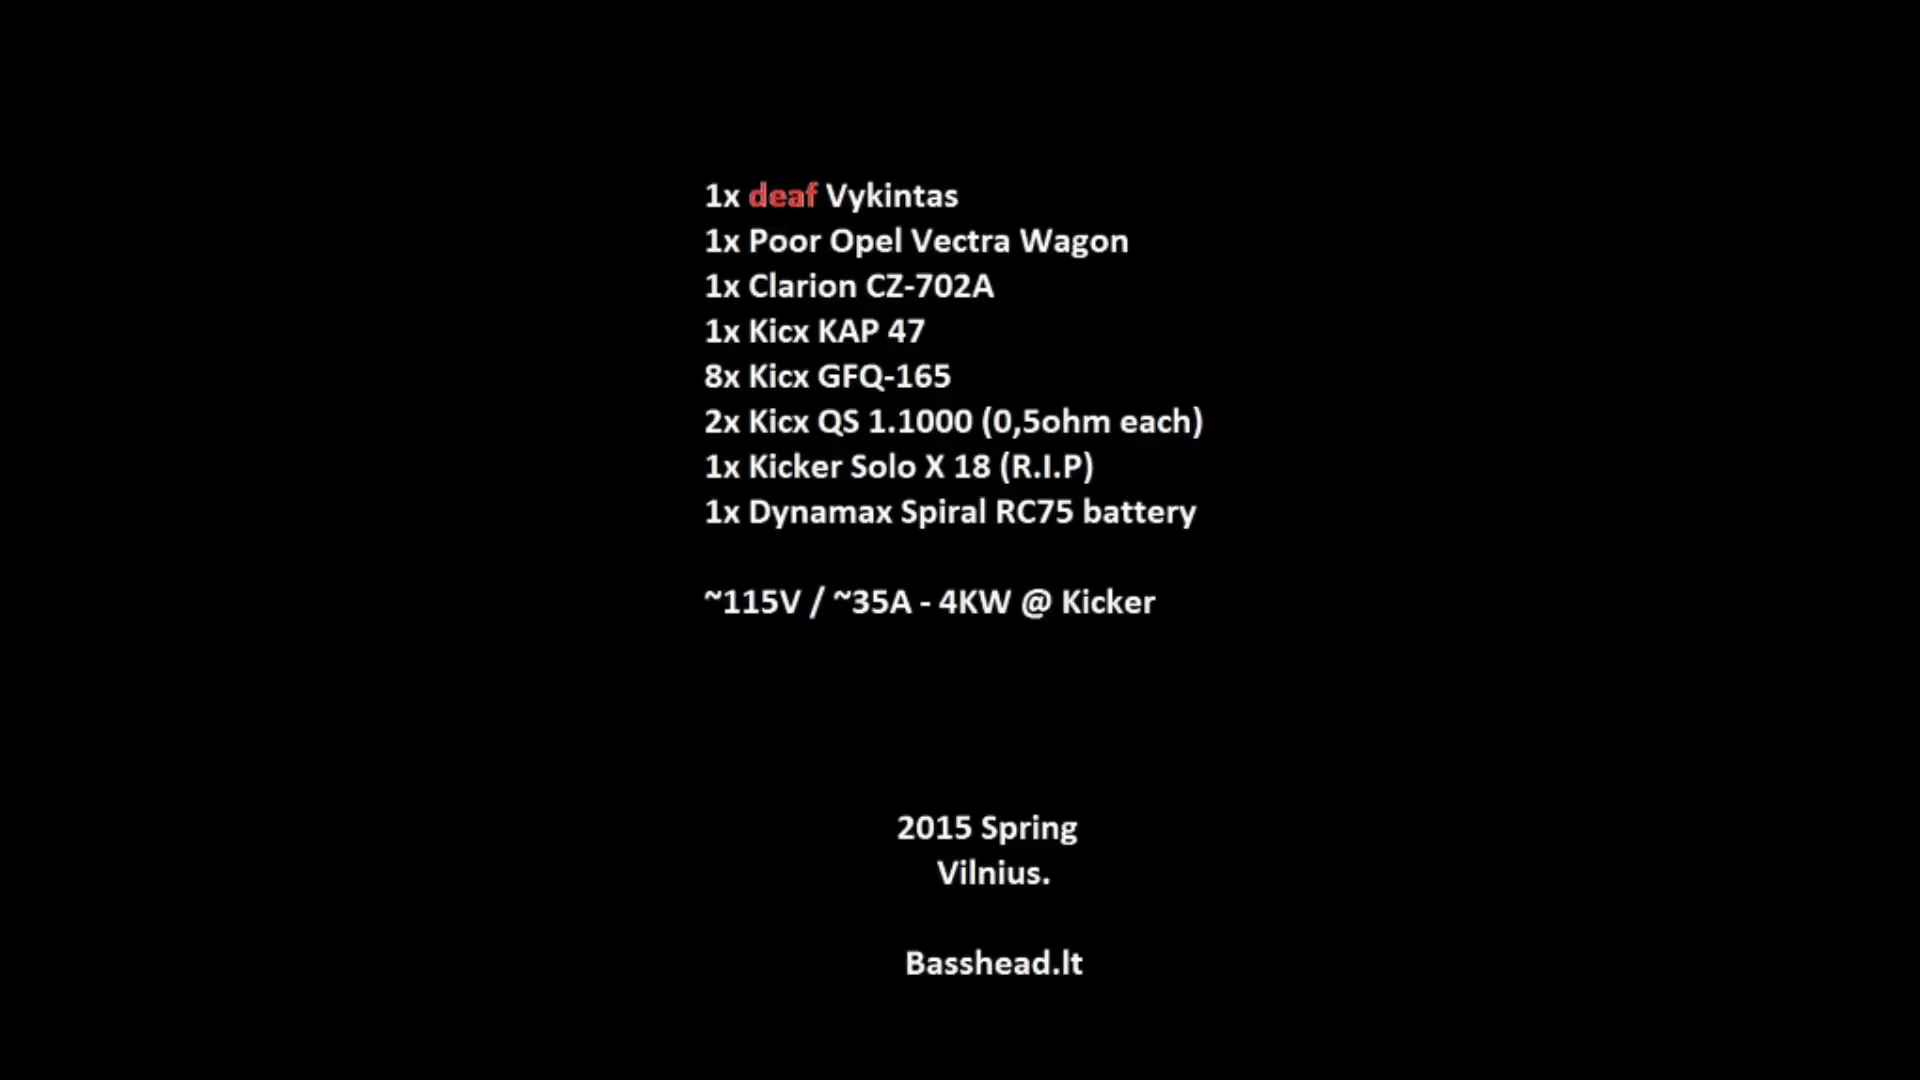 1x deaf Vykintas
1x Poor Opel Vectra Wagon
1x Clarion CZ-702A
1x Kicx KAP 47
8x Kicx GFQ-165
2x Kicx QS 1.1000 (0,5ohm each)
1x Kicker Solo X 18 (R.I.P)
1x Dynamax Spiral RC75 battery
~115V / ~35A - 4KW @ Kicker
2015 Spring
Vilnius.
Basshead.lt